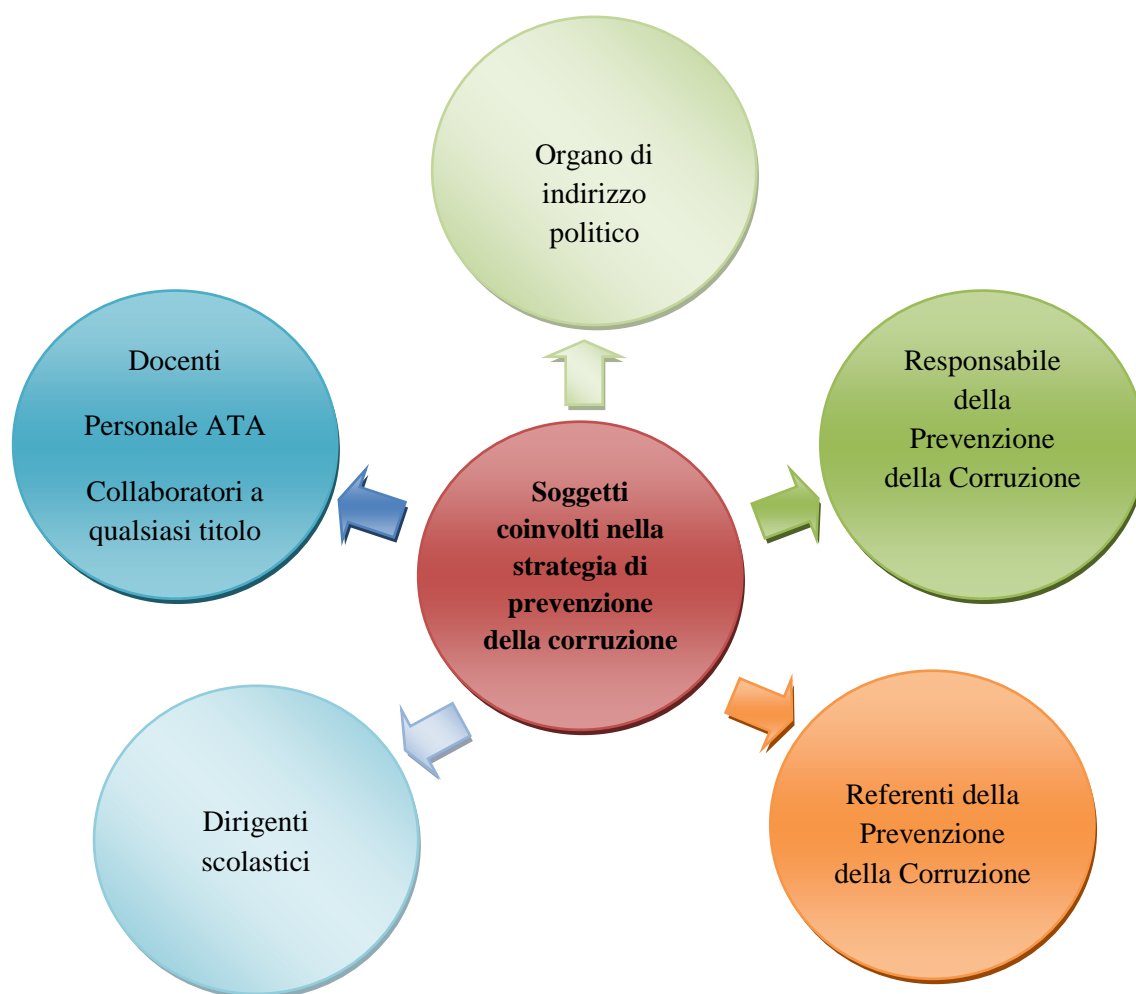 Organo di
indirizzo
politico
Docenti
Personale ATA
Collaboratori a
qualsiasi titolo
Responsabile
della
Prevenzione
della Corruzione
Soggetti
coinvolti nella
strategia di
prevenzione
della corruzione
Dirigenti
scolastici
Referenti della
Prevenzione
della Corruzione